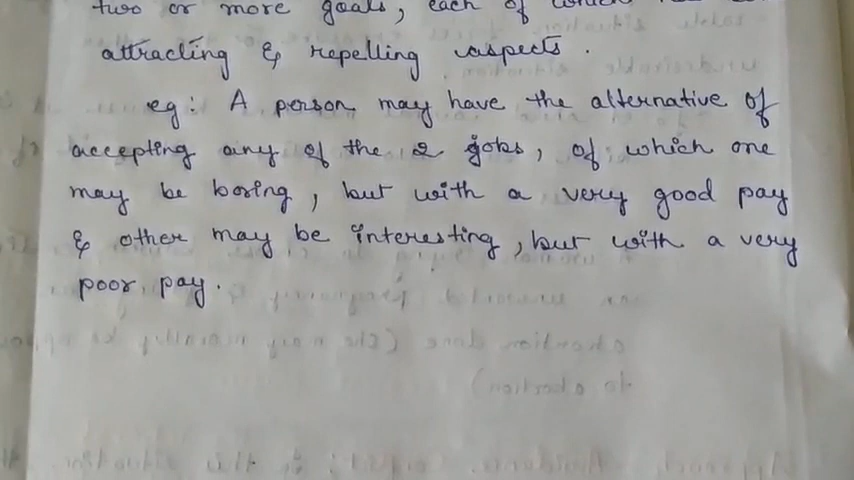 two or more goals, each of which
attracting & repelling aspects.
eg: A person may have the alternative of
accepting any of the 2 jobs, of which one
may be boring, but with a very good pay
& other may be interesting, but with a very
poor pay.